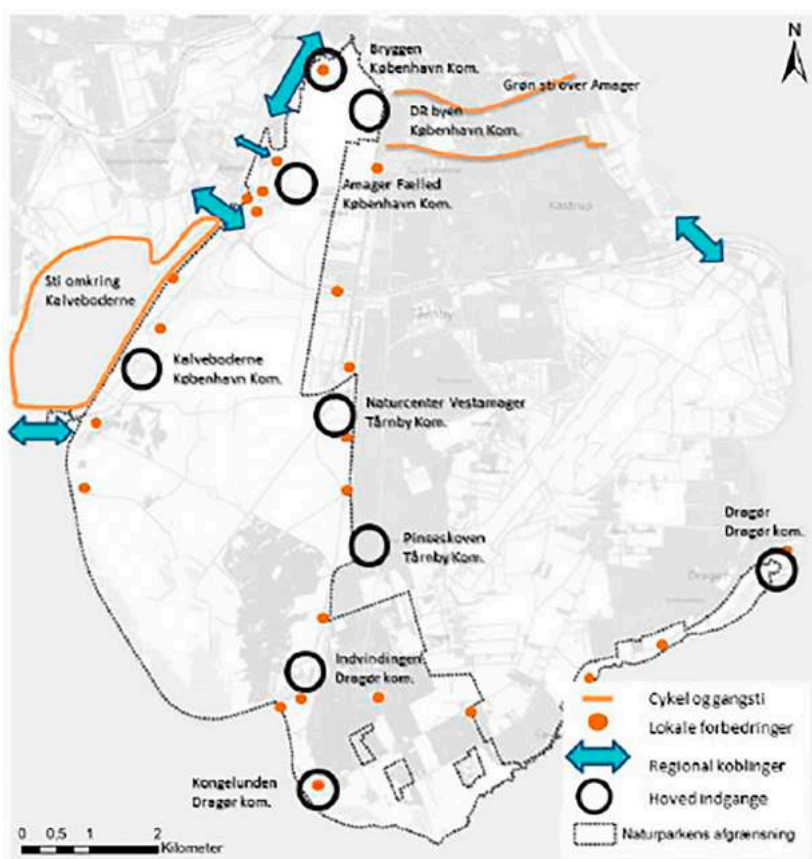 N
Bryggen
København Kom.
Grøn sti over Amager
DR byen
København Kom.
Amager Fælled
København Kom.
Kastrup
Sti omkring
Kalveboderne
Tårnby
Kalveboderne
København Kom.
Naturcenter Vestamager
Tårnby Kom.
Pinseskoven
Tårnby Kom.
Dragør
Dragør kom.
Dragør
Indvindingen
Dragør kom.
Kongelunden
Dragør kom.
Cykel og gangsti
Lokale forbedringer
Regional koblinger
Hoved indgange
Naturparkens afgrænsning
0 0,5 1 2
Kilometer